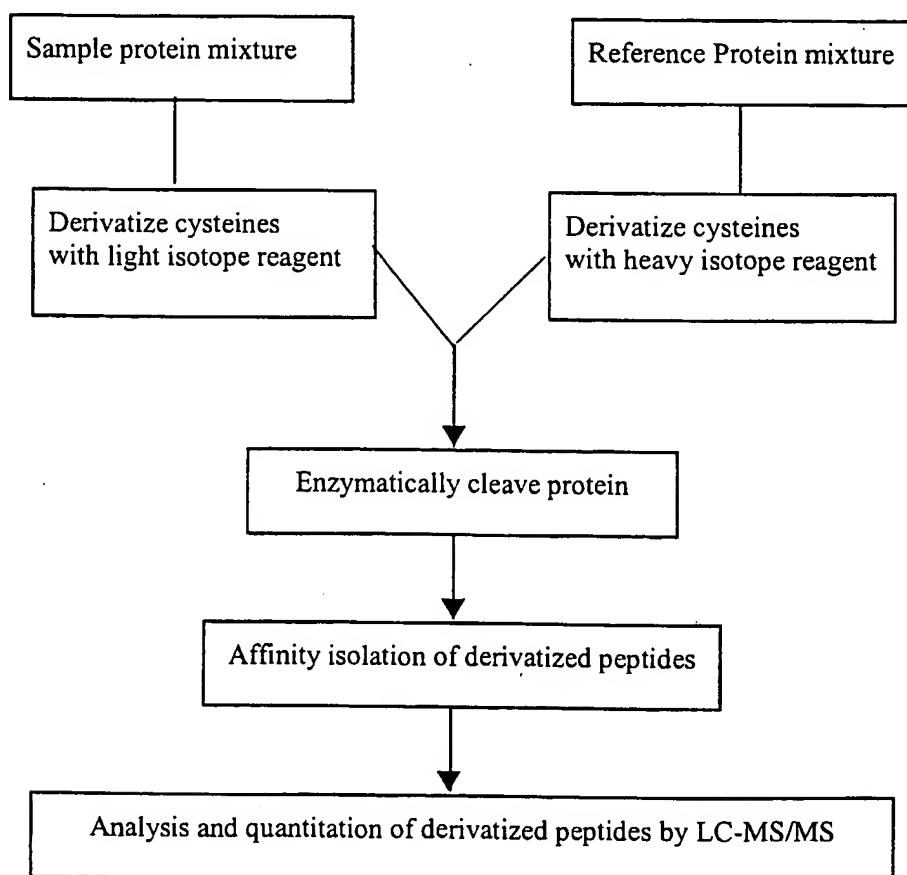 Sample protein mixture
Reference Protein mixture
Derivatize cysteines
with light isotope reagent
Derivatize cysteines
with heavy isotope reagent
Enzymatically cleave protein
Affinity isolation of derivatized peptides
Analysis and quantitation of derivatized peptides by LC-MS/MS